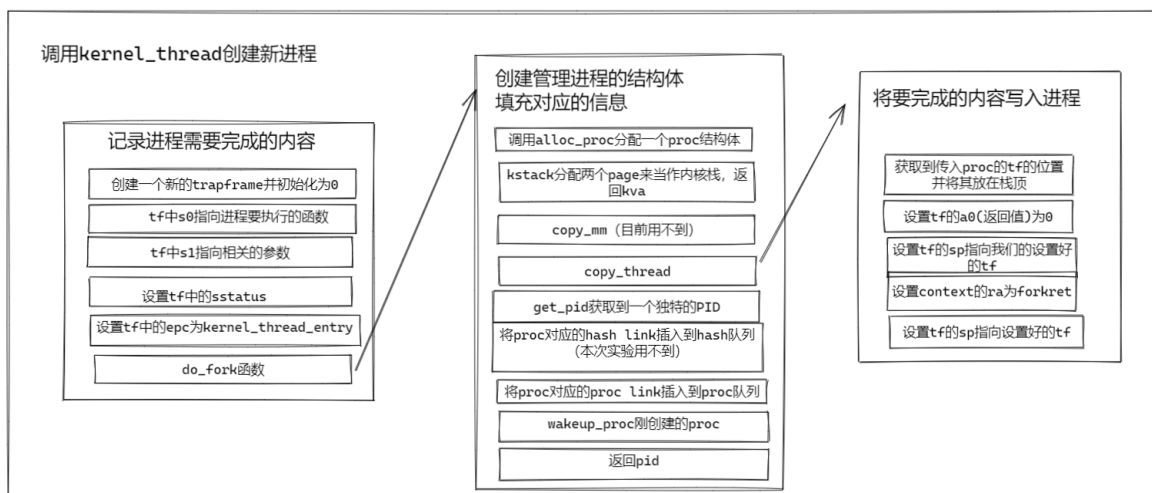 调用kernel_thread创建新进程
记录进程需要完成的内容
创建一个新的trapframe并初始化为0
tf中s0指向进程要执行的函数
tf中s1指向相关的参数
设置tf中的sstatus
设置tf中的epc为kernel_thread_entry
do_fork函数
创建管理进程的结构体
填充对应的信息
调用alloc_proc分配一个proc结构体
kstack分配两个page来当作内核栈，返
回kva
copy_mm（目前用不到）
copy_thread
get_pid获取到一个独特的PID
将proc对应的hash link插入到hash队列
（本次实验用不到）
将proc对应的proc link插入到proc队列
wakeup_proc刚创建的proc
返回pid
将要完成的内容写入进程
获取到传入proc的tf的位置
并将其放在栈顶
设置tf的a0(返回值)为0
设置tf的sp指向我们的设置好
的tf
设置context的ra为forkret
设置tf的sp指向设置好的tf